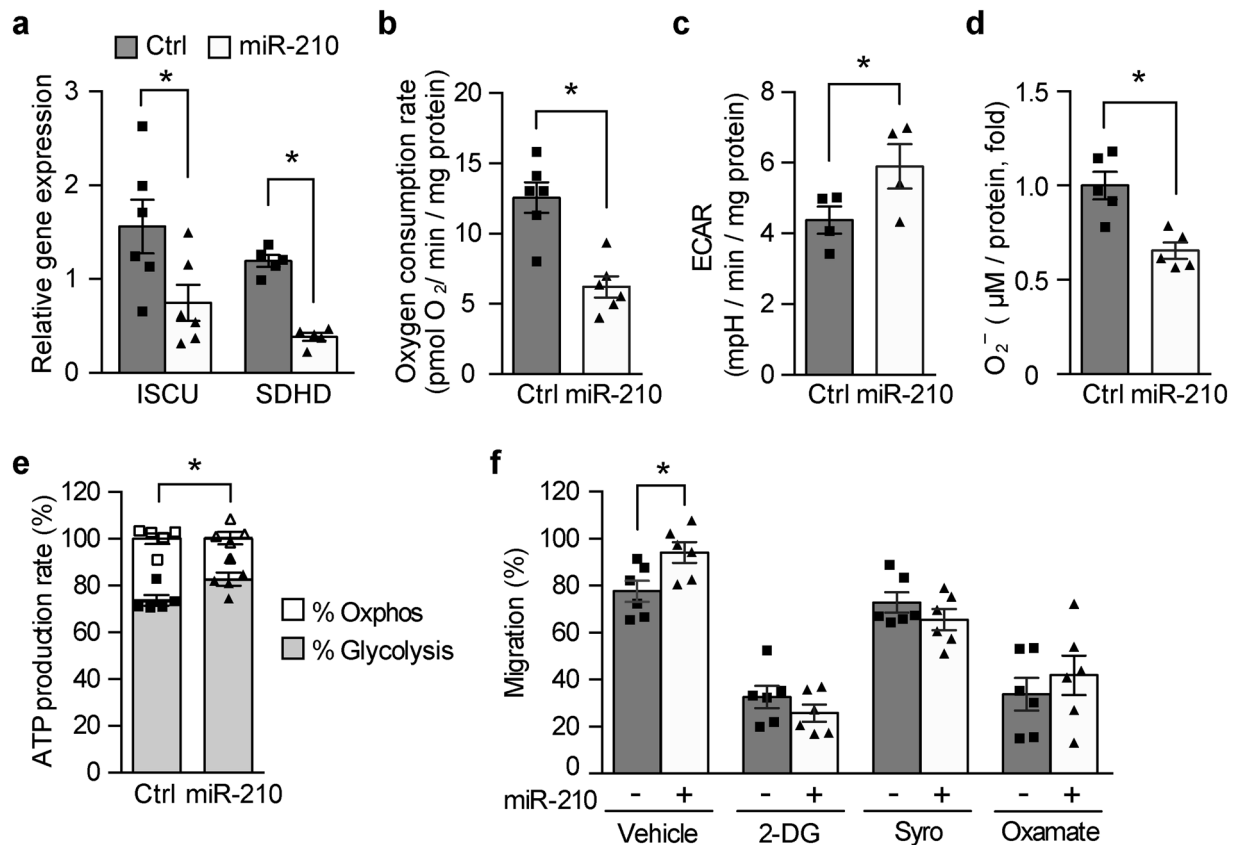 a
Ctrl miR-210
Relative gene expression
3
2
1
0
*
*
ISCU SDHD
b
Oxygen consumption rate
(pmol O₂/ min / mg protein)
20
15
10
5
0
*
Ctrl miR-210
c
ECAR
(mpH / min / mg protein)
8
6
4
2
0
*
Ctrl miR-210
d
O₂⁻ ( µM / protein, fold)
1.5
1.0
0.5
0
*
Ctrl miR-210
e
ATP production rate (%)
120
100
80
60
40
20
0
*
Ctrl miR-210
% Oxphos
% Glycolysis
f
Migration (%)
120
100
80
60
40
20
0
*
miR-210 - + - + - + - +
Vehicle 2-DG Syro Oxamate